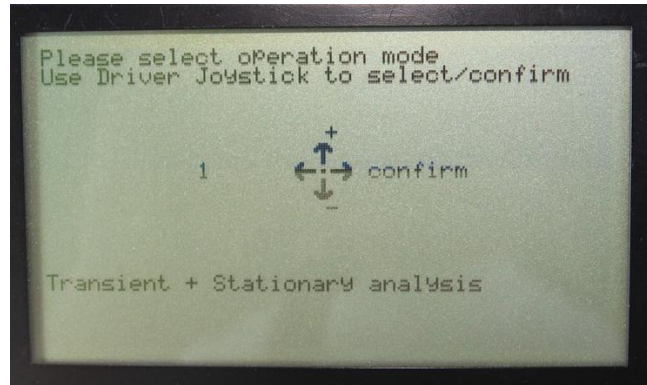 Please select operation mode
Use Driver Joystick to select/confirm
+
1 confirm
-
Transient + Stationary analysis